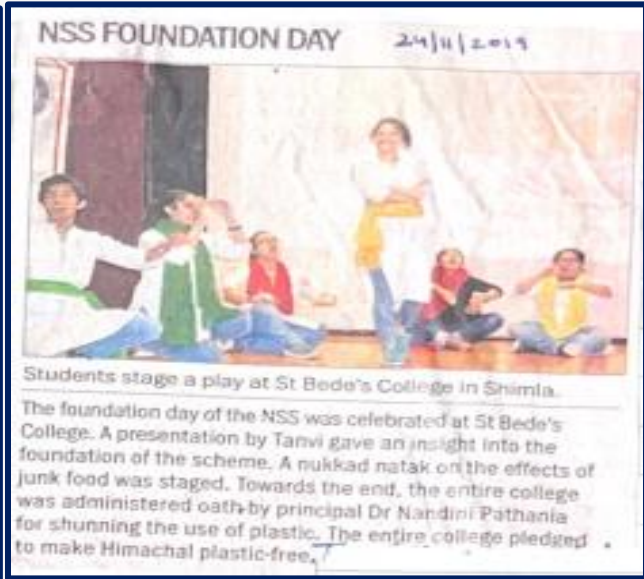 NSS FOUNDATION DAY 24/11/2019
Students stage a play at St Bede's College in Shimla.
The foundation day of the NSS was celebrated at St Bede's
College. A presentation by Tanvi gave an insight into the
foundation of the scheme. A nukkad natak on the effects of
junk food was staged. Towards the end, the entire college
was administered oath by principal Dr Nandini Pathania
for shunning the use of plastic. The entire college pledged
to make Himachal plastic-free.